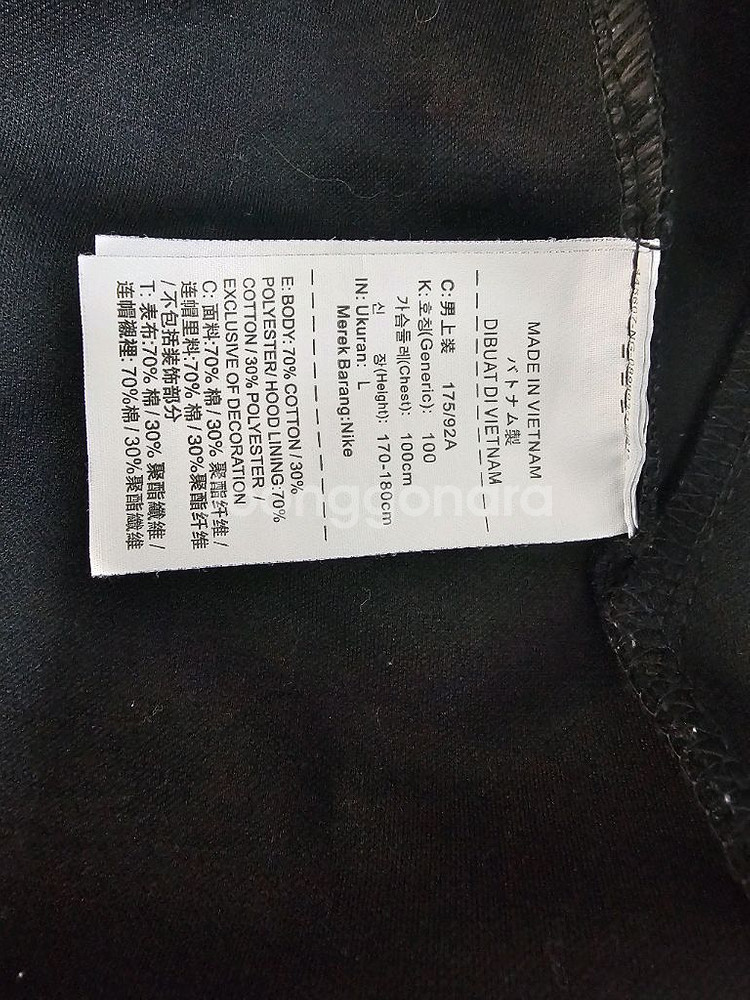 MADE IN VIETNAM
バトナム製
DIBUAT DI VIETNAM
C: 男上装 175/92A
K: 호칭(Generic): 100
가슴둘레(Chest): 100cm
신 장(Height): 170-180cm
IN: Ukuran: L
Merek Barang:Nike
E: BODY: 70% COTTON / 30%
POLYESTER/ HOOD LINING:70%
COTTON / 30% POLYESTER
EXCLUSIVE OF DECORATION
C: 面料:70% 棉 / 30% 聚酯纤维 /
连帽里料:70% 棉 / 30%聚酯纤维
/不包括装饰部分
T: 表布:70% 棉 / 30% 聚酯纖維 /
连帽襯裡: 70%棉 / 30%聚酯纖維
onggonara